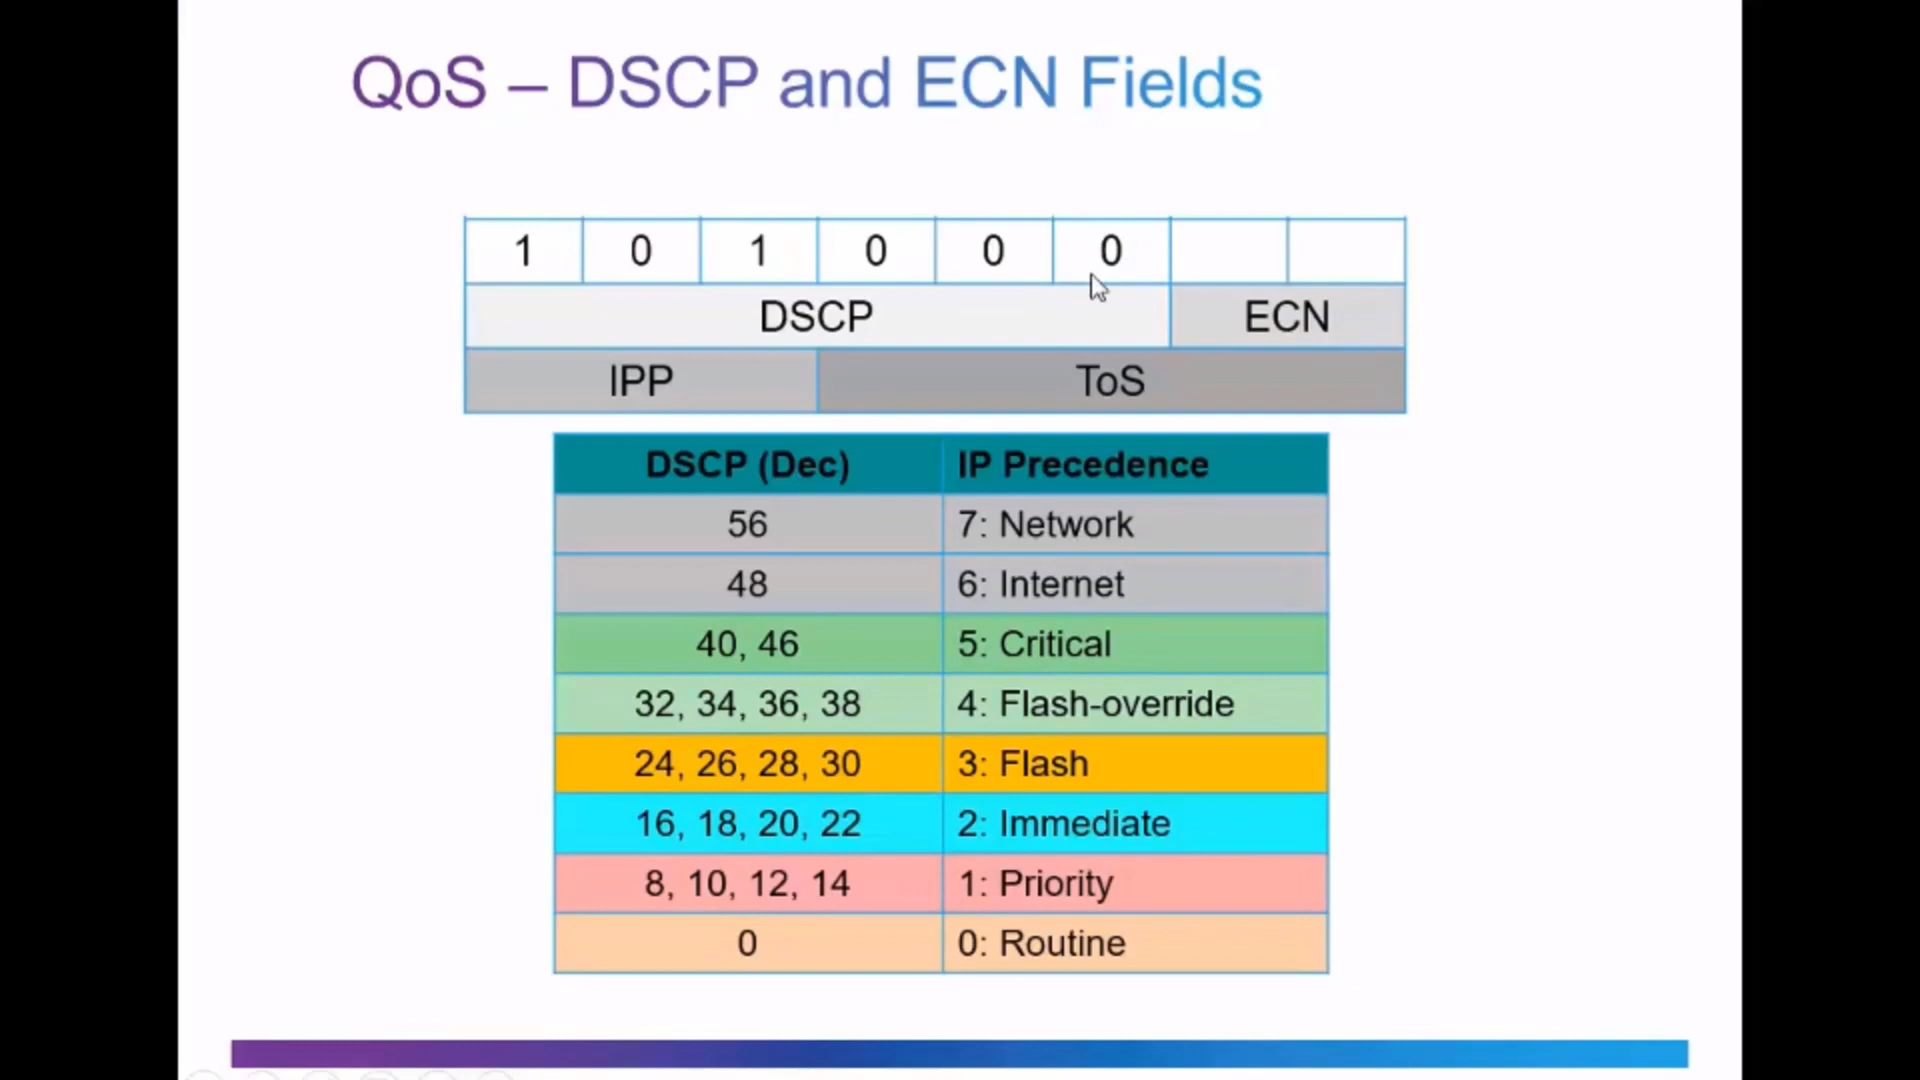 QoS – DSCP and ECN Fields
1 0 1 0 0 0
DSCP ECN
IPP ToS
DSCP (Dec) IP Precedence
56 7: Network
48 6: Internet
40, 46 5: Critical
32, 34, 36, 38 4: Flash-override
24, 26, 28, 30 3: Flash
16, 18, 20, 22 2: Immediate
8, 10, 12, 14 1: Priority
0 0: Routine